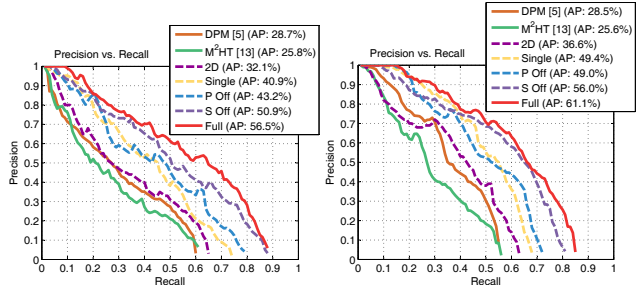 Precision vs. Recall
DPM [5] (AP: 28.7%)
M²HT [13] (AP: 25.8%)
2D (AP: 32.1%)
Single (AP: 40.9%)
P Off (AP: 43.2%)
S Off (AP: 50.9%)
Full (AP: 56.5%)
Precision
1
0.9
0.8
0.7
0.6
0.5
0.4
0.3
0.2
0.1
0
0 0.1 0.2 0.3 0.4 0.5 0.6 0.7 0.8 0.9 1
Recall
Precision vs. Recall
DPM [5] (AP: 28.5%)
M²HT [13] (AP: 25.6%)
2D (AP: 36.6%)
Single (AP: 49.4%)
P Off (AP: 49.0%)
S Off (AP: 56.0%)
Full (AP: 61.1%)
Precision
1
0.9
0.8
0.7
0.6
0.5
0.4
0.3
0.2
0.1
0
0 0.1 0.2 0.3 0.4 0.5 0.6 0.7 0.8 0.9 1
Recall